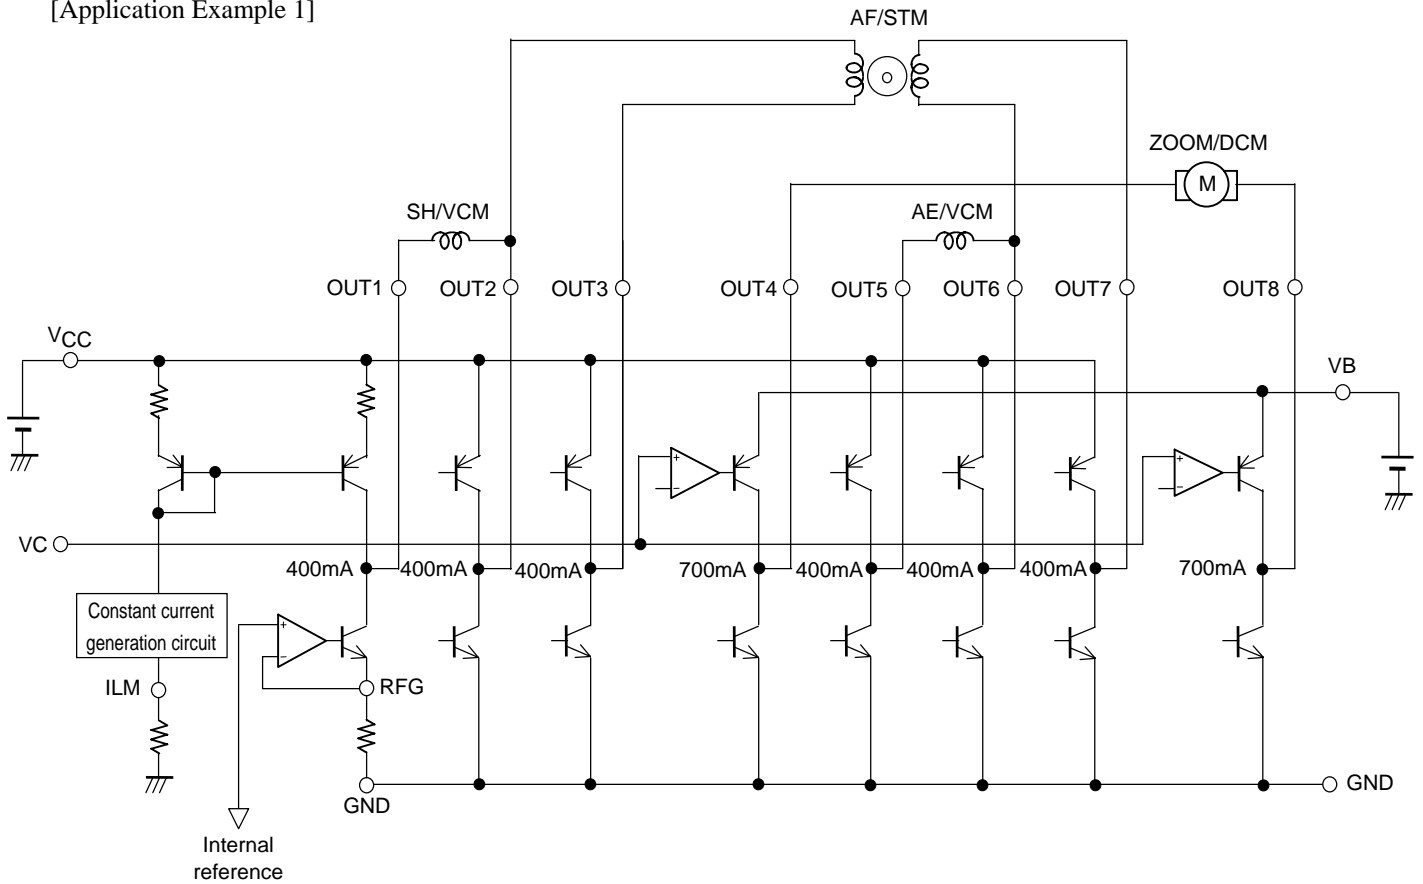 [Application Example 1]
AF/STM
ZOOM/DCM
M
SH/VCM
AE/VCM
OUT1
OUT2
OUT3
OUT4
OUT5
OUT6
OUT7
OUT8
VCC
VB
+
−
+
−
VC
400mA
400mA
400mA
700mA
400mA
400mA
400mA
700mA
Constant current
generation circuit
+
−
ILM
RFG
GND
GND
Internal
reference